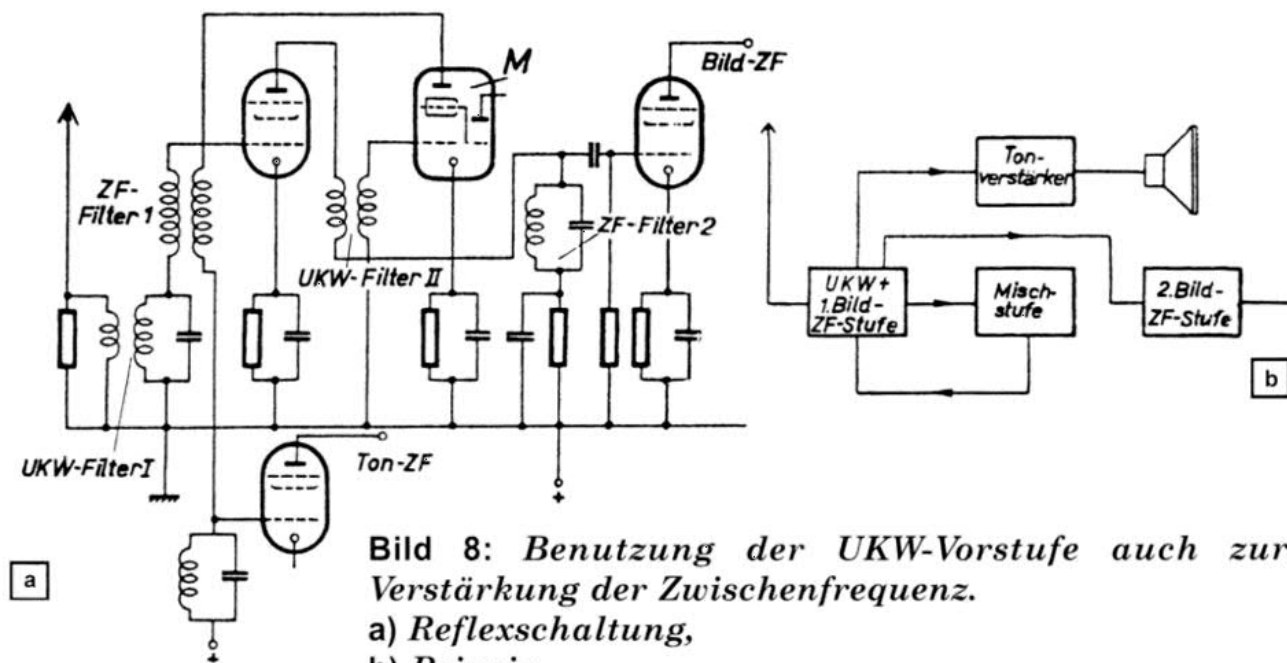 M
Bild-ZF
ZF-
Filter 1
UKW-Filter II
ZF-Filter 2
UKW-Filter I
Ton-ZF
+
+
a
Ton-
verstärker
UKW +
1. Bild-
ZF-Stufe
Misch-
stufe
2. Bild-
ZF-Stufe
b
Bild 8: Benutzung der UKW-Vorstufe auch zur
Verstärkung der Zwischenfrequenz.
a) Reflexschaltung,